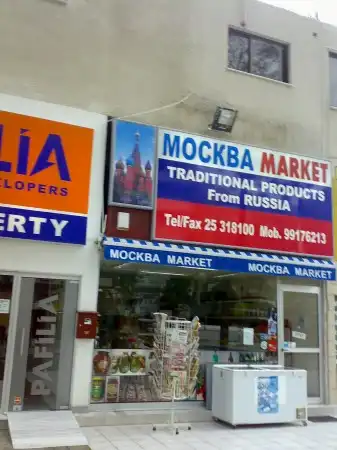 LIA
ELOPERS
ERTY
MOCKBA MARKET
TRADITIONAL PRODUCTS
From RUSSIA
Tel/Fax 25 318100 Mob. 99176213
MOCKBA MARKET
MOCKBA MARKET
PAFILIA